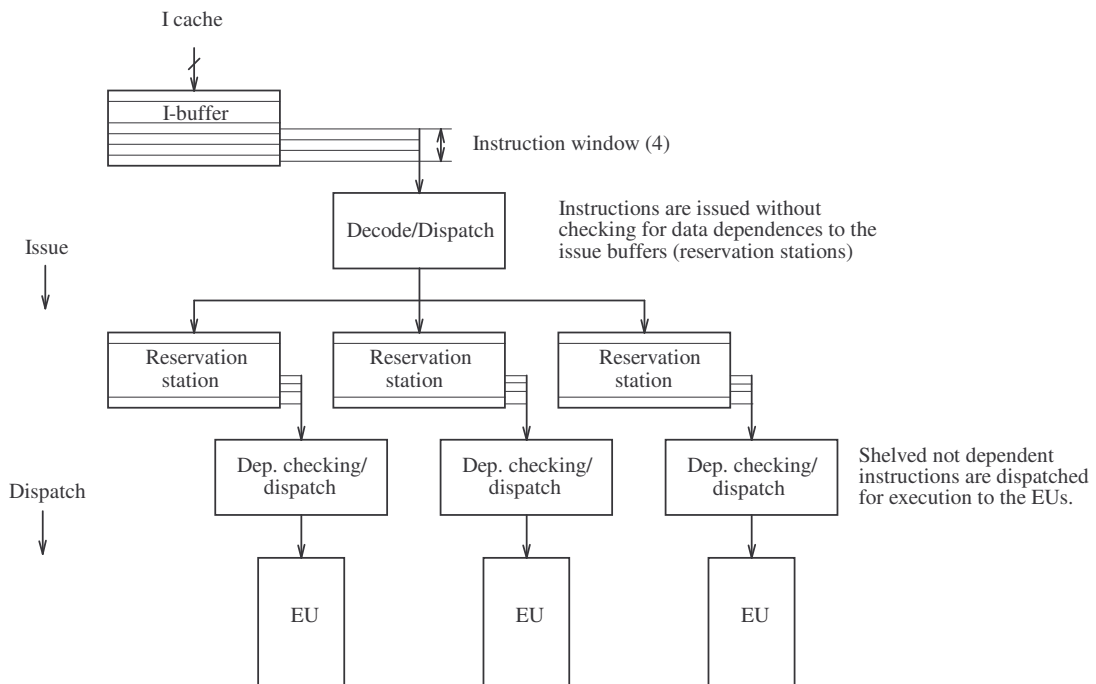 I cache
I-buffer
Instruction window (4)
Decode/Dispatch
Instructions are issued without
checking for data dependences to the
issue buffers (reservation stations)
Issue
Reservation
station
Reservation
station
Reservation
station
Dep. checking/
dispatch
Dep. checking/
dispatch
Dep. checking/
dispatch
Shelved not dependent
instructions are dispatched
for execution to the EUs.
Dispatch
EU
EU
EU